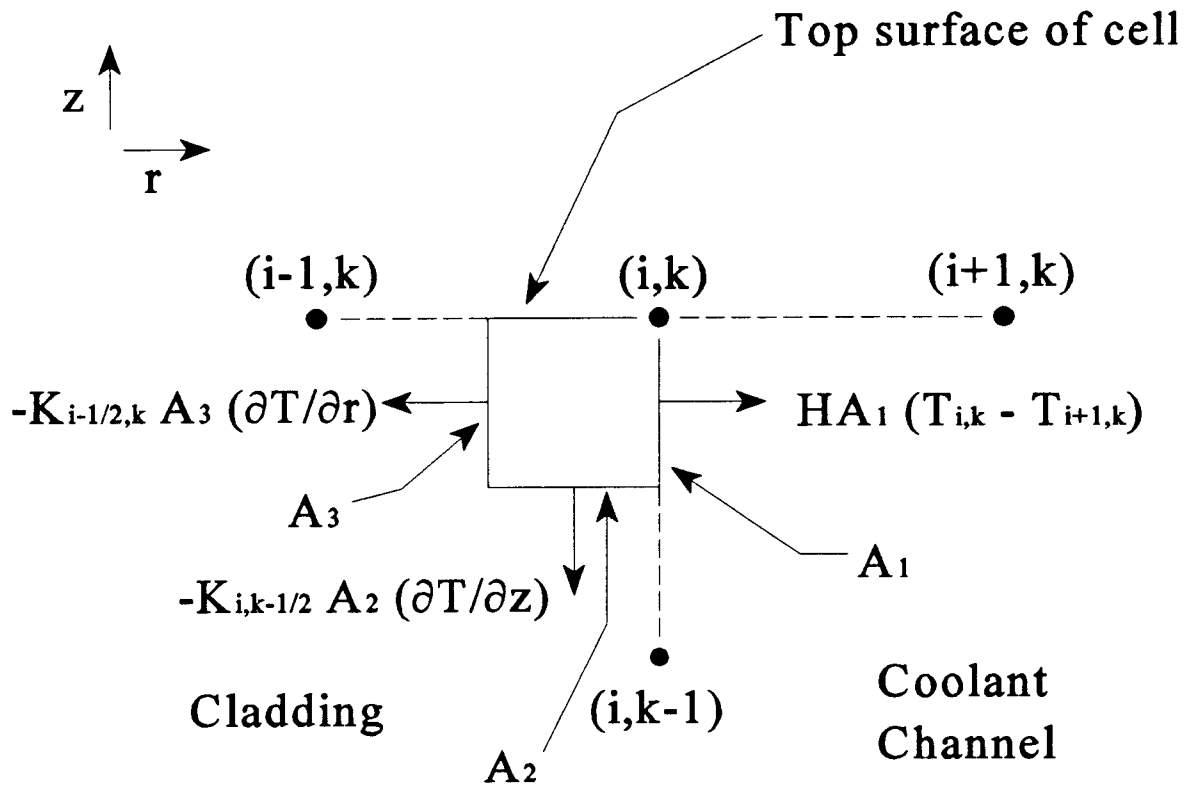 Top surface of cell
z
r
(i-1,k)
(i,k)
(i+1,k)
-K i-1/2,k A3 (∂T/∂r)
HA1 (Ti,k - Ti+1,k)
A3
A1
-Ki,k-1/2 A2 (∂T/∂z)
Cladding
(i,k-1)
Coolant
Channel
A2